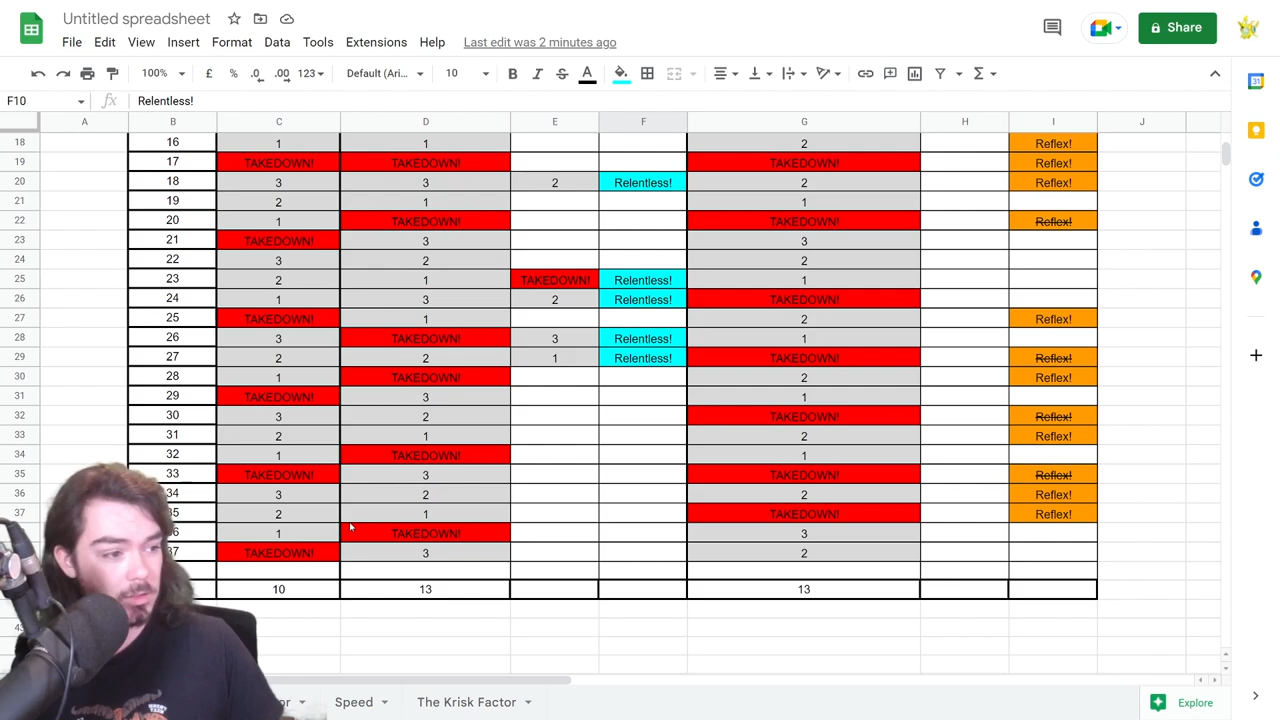 Untitled spreadsheet
File Edit View Insert Format Data Tools Extensions Help Last edit was 2 minutes ago
Share
100% £ % .0 .00 123 Default (Ari... 10 B I S A
F10 fx Relentless!
A B C D E F G H I J
18 16 1 1 2 Reflex!
19 17 TAKEDOWN! TAKEDOWN! TAKEDOWN! Reflex!
20 18 3 3 2 Relentless! 2 Reflex!
21 19 2 1 1
22 20 1 TAKEDOWN! TAKEDOWN! Reflex!
23 21 TAKEDOWN! 3 3
24 22 3 2 2
25 23 2 1 TAKEDOWN! Relentless! 1
26 24 1 3 2 Relentless! TAKEDOWN!
27 25 TAKEDOWN! 1 2 Reflex!
28 26 3 TAKEDOWN! 3 Relentless! 1
29 27 2 2 1 Relentless! TAKEDOWN! Reflex!
30 28 1 TAKEDOWN! 2 Reflex!
31 29 TAKEDOWN! 3 1
32 30 3 2 TAKEDOWN! Reflex!
33 31 2 1 2 Reflex!
34 32 1 TAKEDOWN! 1
35 33 TAKEDOWN! 3 TAKEDOWN! Reflex!
36 34 3 2 2 Reflex!
37 35 2 1 TAKEDOWN! Reflex!
1 TAKEDOWN! 3
37 TAKEDOWN! 3 2
10 13 13
Speed The Krisk Factor Explore